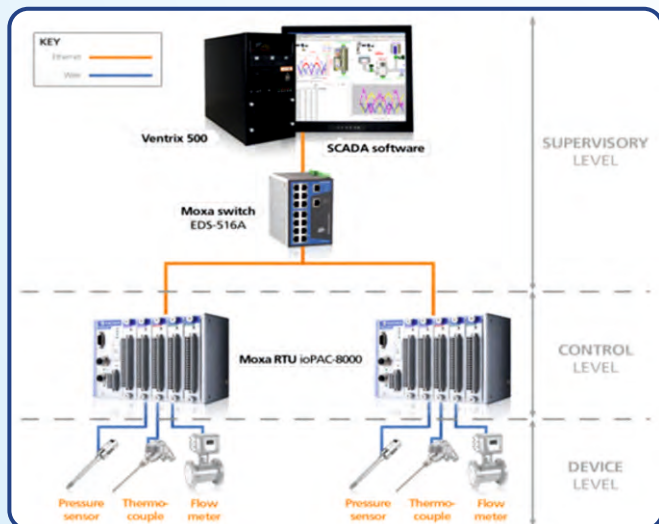 KEY
Ethernet
Wire
Ventrix 500
SCADA software
SUPERVISORY
LEVEL
Moxa switch
EDS-516A
Moxa RTU ioPAC-8000
CONTROL
LEVEL
Pressure
sensor
Thermo-
couple
Flow
meter
Pressure
sensor
Thermo-
couple
Flow
meter
DEVICE
LEVEL